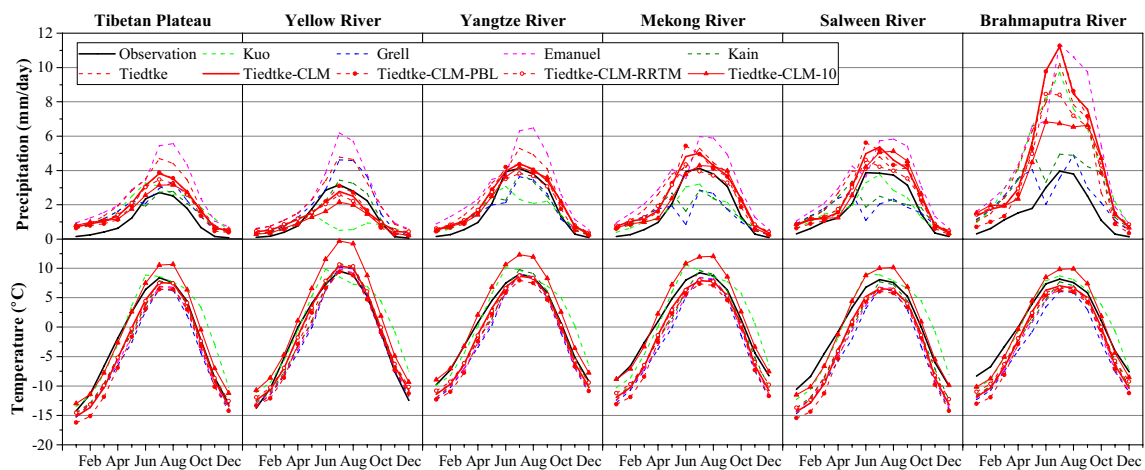 Tibetan Plateau Yellow River Yangtze River Mekong River Salween River Brahmaputra River
12
Observation Kuo Grell Emanuel Kain
10
Tiedtke Tiedtke-CLM Tiedtke-CLM-PBL Tiedtke-CLM-RRTM Tiedtke-CLM-10
8
6
4
2
0
Precipitation (mm/day)
10
5
0
-5
-10
-15
-20
Temperature (°C)
Feb Apr Jun Aug Oct Dec Feb Apr Jun Aug Oct Dec Feb Apr Jun Aug Oct Dec Feb Apr Jun Aug Oct Dec Feb Apr Jun Aug Oct Dec Feb Apr Jun Aug Oct Dec